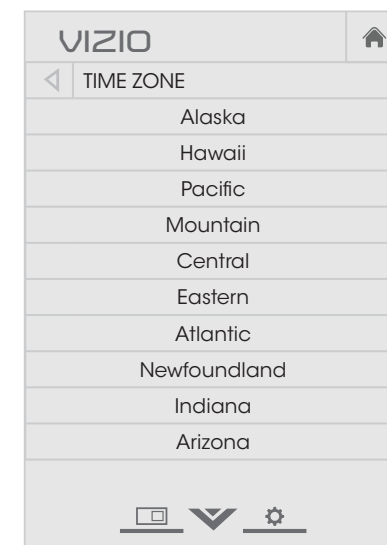 VIZIO
TIME ZONE
Alaska
Hawaii
Pacific
Mountain
Central
Eastern
Atlantic
Newfoundland
Indiana
Arizona